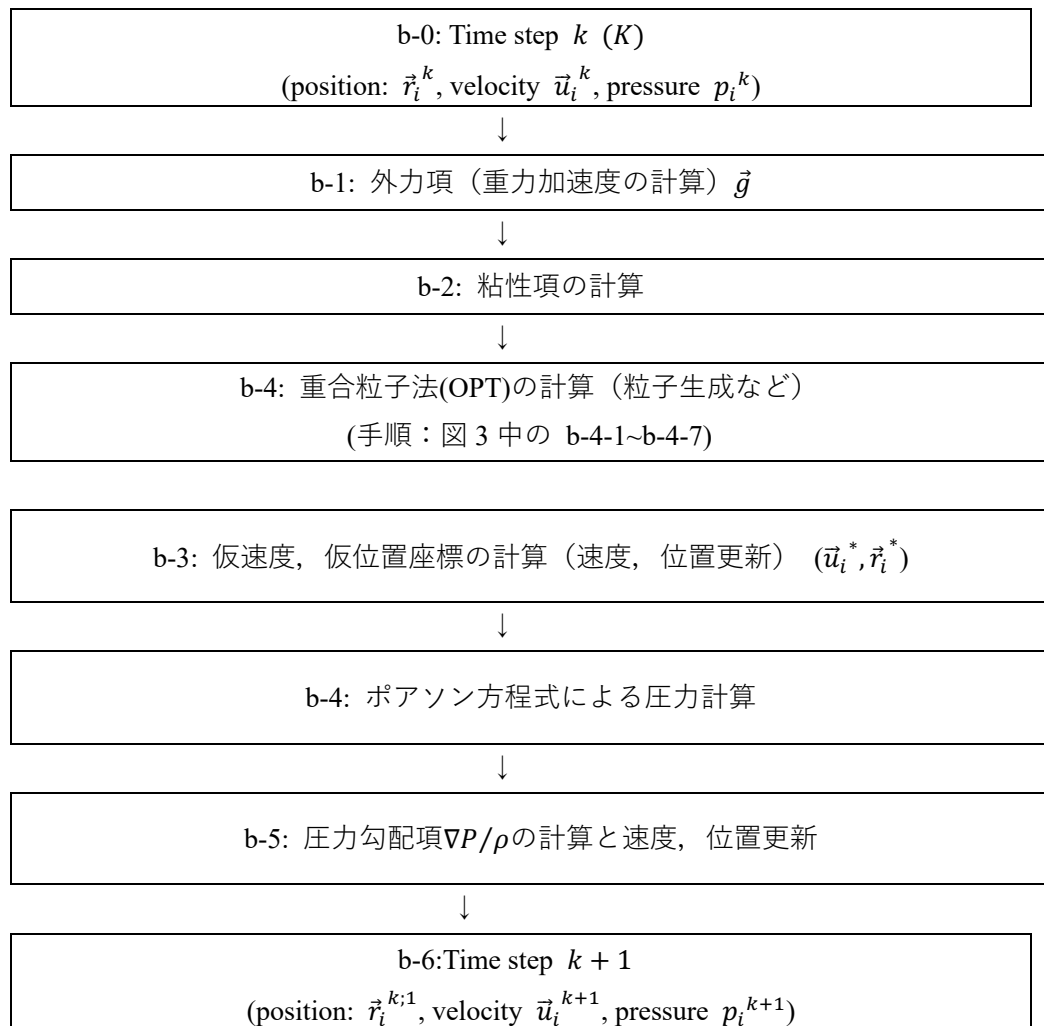 b-0: Time step k (K)
(position: r⃗ᵢᵏ, velocity u⃗ᵢᵏ, pressure pᵢᵏ)
↓
b-1: 外力項（重力加速度の計算）g⃗
↓
b-2: 粘性項の計算
↓
b-4: 重合粒子法(OPT)の計算（粒子生成など）
(手順：図 3 中の b-4-1~b-4-7)
b-3: 仮速度，仮位置座標の計算（速度，位置更新） (u⃗ᵢ*, r⃗ᵢ*)
↓
b-4: ポアソン方程式による圧力計算
↓
b-5: 圧力勾配項∇P/ρの計算と速度，位置更新
↓
b-6:Time step k + 1
(position: r⃗ᵢᵏ;¹, velocity u⃗ᵢᵏ⁺¹, pressure pᵢᵏ⁺¹)